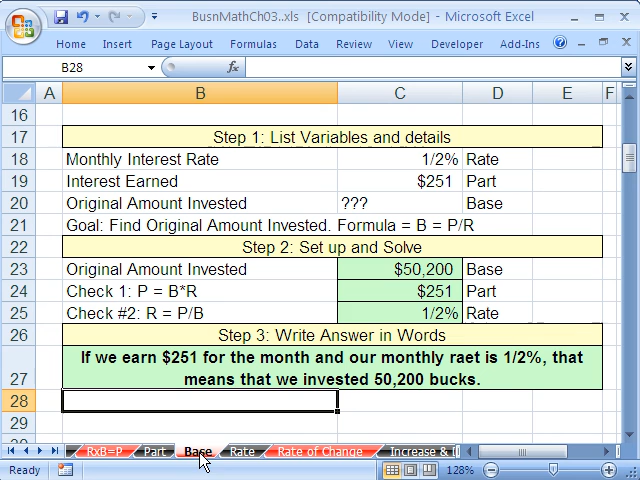 BusnMathCh03..xls [Compatibility Mode] - Microsoft Excel
Home Insert Page Layout Formulas Data Review View Developer Add-Ins
B28 fx
A B C D E F
16
17 Step 1: List Variables and details
18 Monthly Interest Rate 1/2% Rate
19 Interest Earned $251 Part
20 Original Amount Invested ??? Base
21 Goal: Find Original Amount Invested. Formula = B = P/R
22 Step 2: Set up and Solve
23 Original Amount Invested $50,200 Base
24 Check 1: P = B*R $251 Part
25 Check #2: R = P/B 1/2% Rate
26 Step 3: Write Answer in Words
If we earn $251 for the month and our monthly raet is 1/2%, that
27 means that we invested 50,200 bucks.
28
29
RxB=P Part Base Rate Rate of Change Increase &
Ready 128%